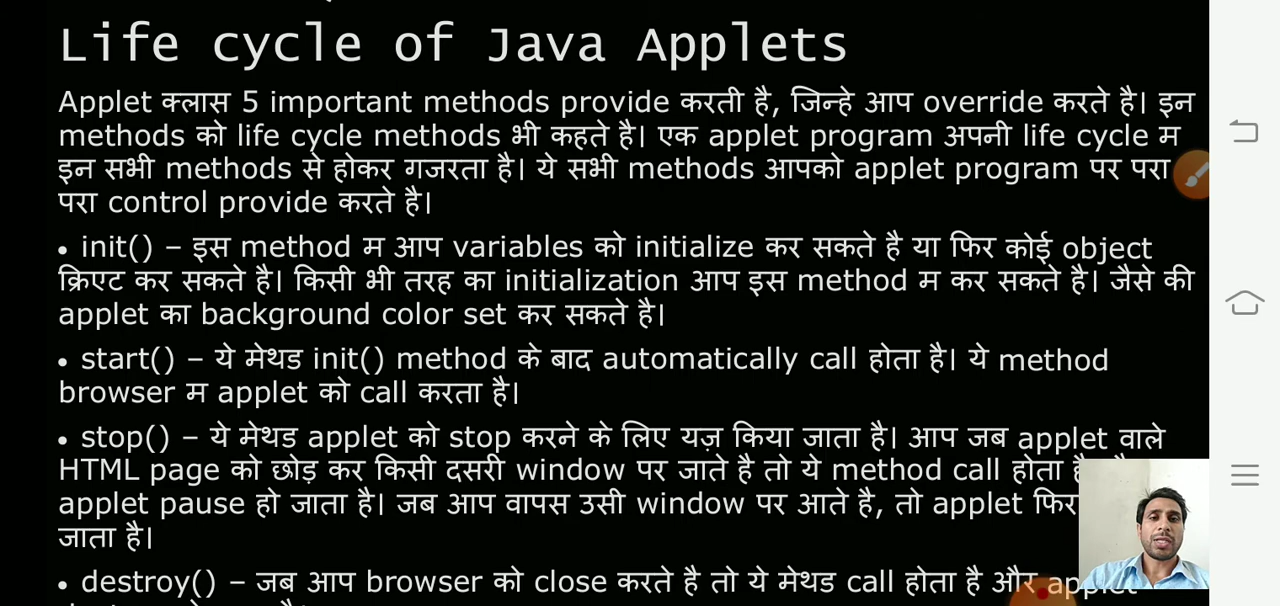 Life cycle of Java Applets
Applet क्लास 5 important methods provide करती है, जिन्हे आप override करते है। इन
methods को life cycle methods भी कहते है। एक applet program अपनी life cycle म
इन सभी methods से होकर गजरता है। ये सभी methods आपको applet program पर परा
परा control provide करते है।
• init() – इस method म आप variables को initialize कर सकते है या फिर कोई object
क्रिएट कर सकते है। किसी भी तरह का initialization आप इस method म कर सकते है। जैसे की
applet का background color set कर सकते है।
• start() – ये मेथड init() method के बाद automatically call होता है। ये method
browser म applet को call करता है।
• stop() – ये मेथड applet को stop करने के लिए यज़ किया जाता है। आप जब applet वाले
HTML page को छोड़ कर किसी दसरी window पर जाते है तो ये method call होता
applet pause हो जाता है। जब आप वापस उसी window पर आते है, तो applet फिर
जाता है।
• destroy() – जब आप browser को close करते है तो ये मेथड call होता है और